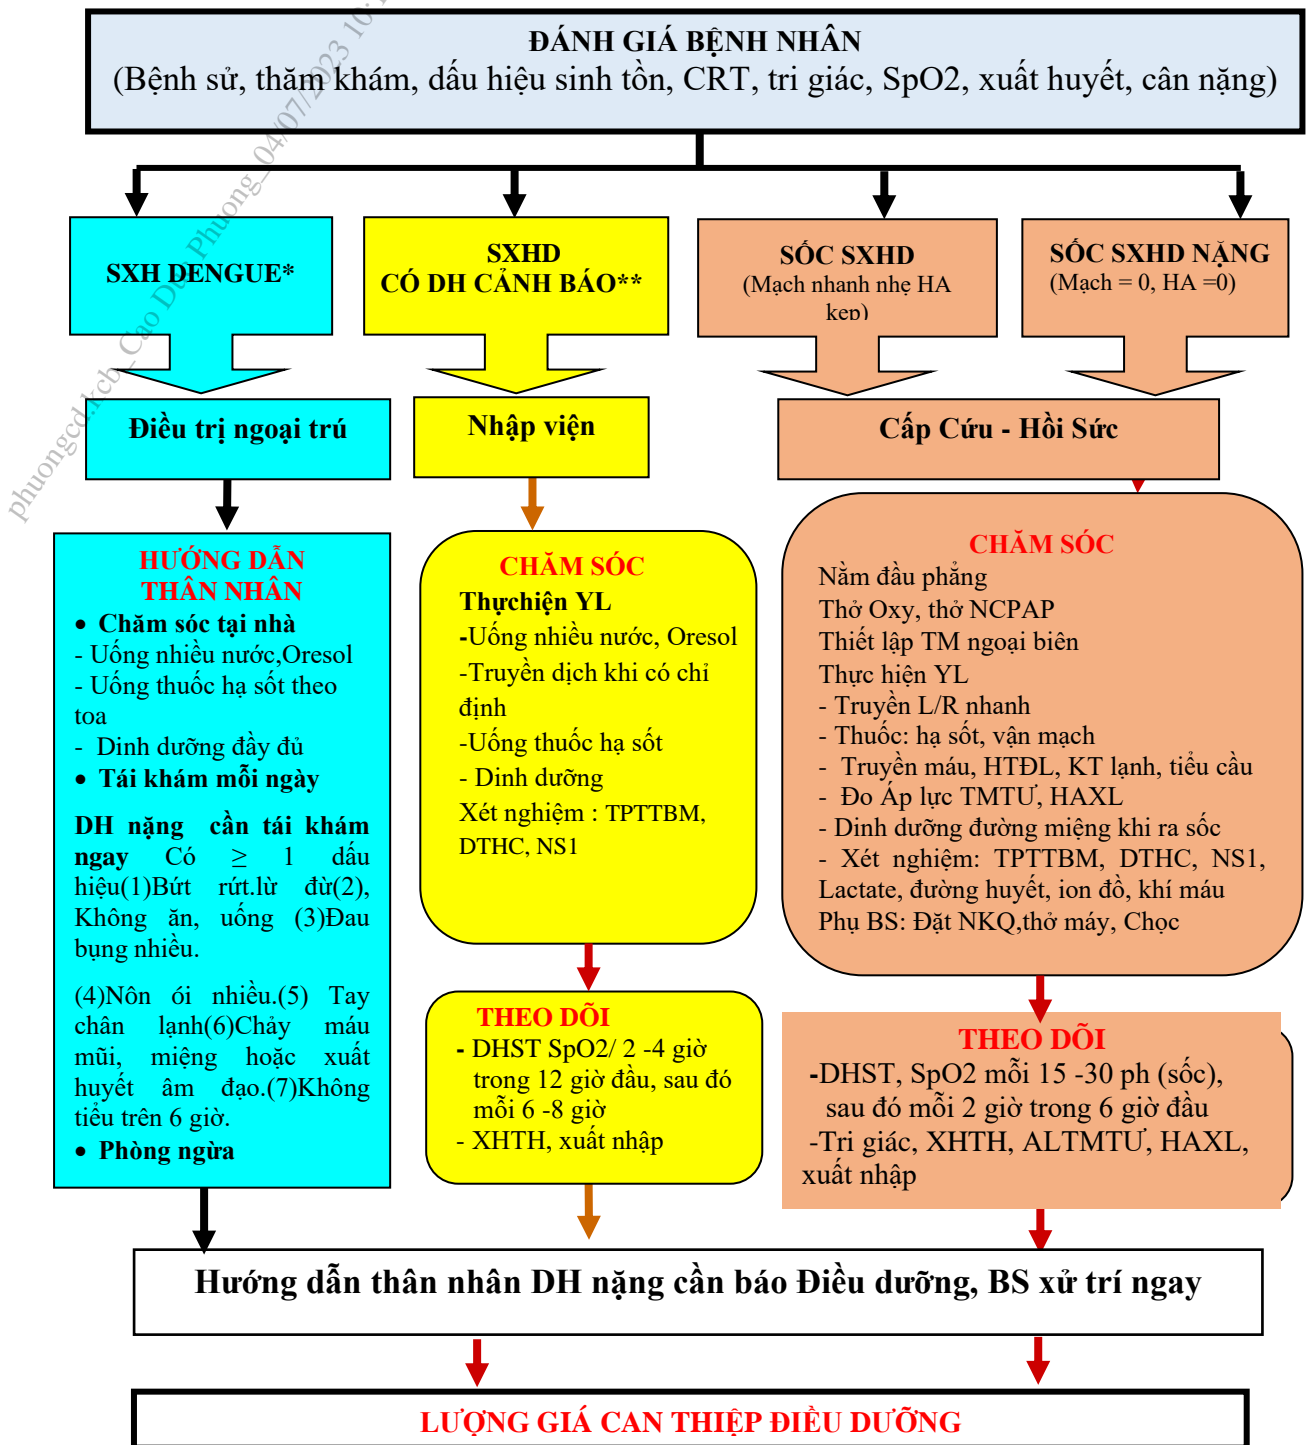 ĐÁNH GIÁ BỆNH NHÂN
(Bệnh sử, thăm khám, dấu hiệu sinh tồn, CRT, tri giác, SpO2, xuất huyết, cân nặng)
SXH DENGUE*
SXHD
CÓ DH CẢNH BÁO**
SỐC SXHD
(Mạch nhanh nhẹ HA
kẹp)
SỐC SXHD NẶNG
(Mạch = 0, HA =0)
Điều trị ngoại trú
Nhập viện
Cấp Cứu - Hồi Sức
HƯỚNG DẪN
THÂN NHÂN
• Chăm sóc tại nhà
- Uống nhiều nước,Oresol
- Uống thuốc hạ sốt theo
toa
- Dinh dưỡng đầy đủ
• Tái khám mỗi ngày
DH nặng cần tái khám
ngay Có ≥ 1 dấu
hiệu(1)Bứt rứt.lừ đừ(2),
Không ăn, uống (3)Đau
bụng nhiều.
(4)Nôn ói nhiều.(5) Tay
chân lạnh(6)Chảy máu
mũi, miệng hoặc xuất
huyết âm đạo.(7)Không
tiểu trên 6 giờ.
• Phòng ngừa
CHĂM SÓC
Thựchiện YL
-Uống nhiều nước, Oresol
-Truyền dịch khi có chỉ
định
-Uống thuốc hạ sốt
- Dinh dưỡng
Xét nghiệm : TPTTBM,
DTHC, NS1
CHĂM SÓC
Nằm đầu phẳng
Thở Oxy, thở NCPAP
Thiết lập TM ngoại biên
Thực hiện YL
- Truyền L/R nhanh
- Thuốc: hạ sốt, vận mạch
- Truyền máu, HTĐL, KT lạnh, tiểu cầu
- Đo Áp lực TMTƯ, HAXL
- Dinh dưỡng đường miệng khi ra sốc
- Xét nghiệm: TPTTBM, DTHC, NS1,
Lactate, đường huyết, ion đồ, khí máu
Phụ BS: Đặt NKQ,thở máy, Chọc
THEO DÕI
- DHST SpO2/ 2 -4 giờ
trong 12 giờ đầu, sau đó
mỗi 6 -8 giờ
- XHTH, xuất nhập
THEO DÕI
-DHST, SpO2 mỗi 15 -30 ph (sốc),
sau đó mỗi 2 giờ trong 6 giờ đầu
-Tri giác, XHTH, ALTMTƯ, HAXL,
xuất nhập
Hướng dẫn thân nhân DH nặng cần báo Điều dưỡng, BS xử trí ngay
LƯỢNG GIÁ CAN THIỆP ĐIỀU DƯỠNG